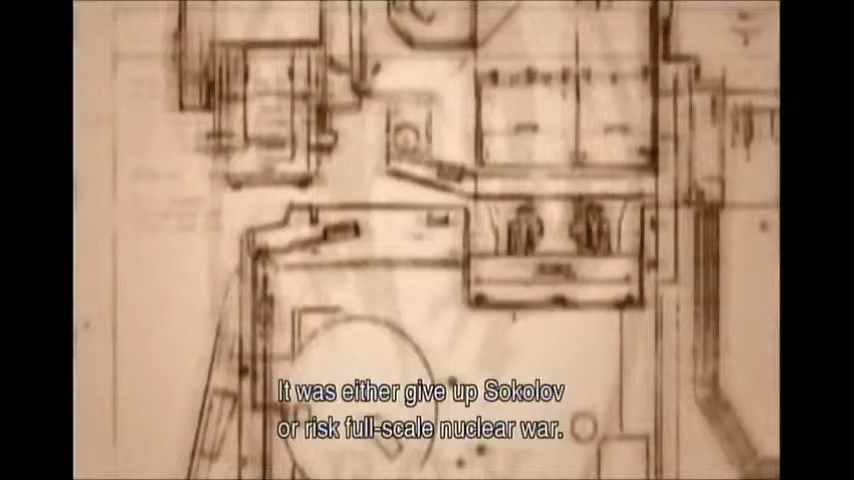 It was either give up Sokolov
or risk full-scale nuclear war.